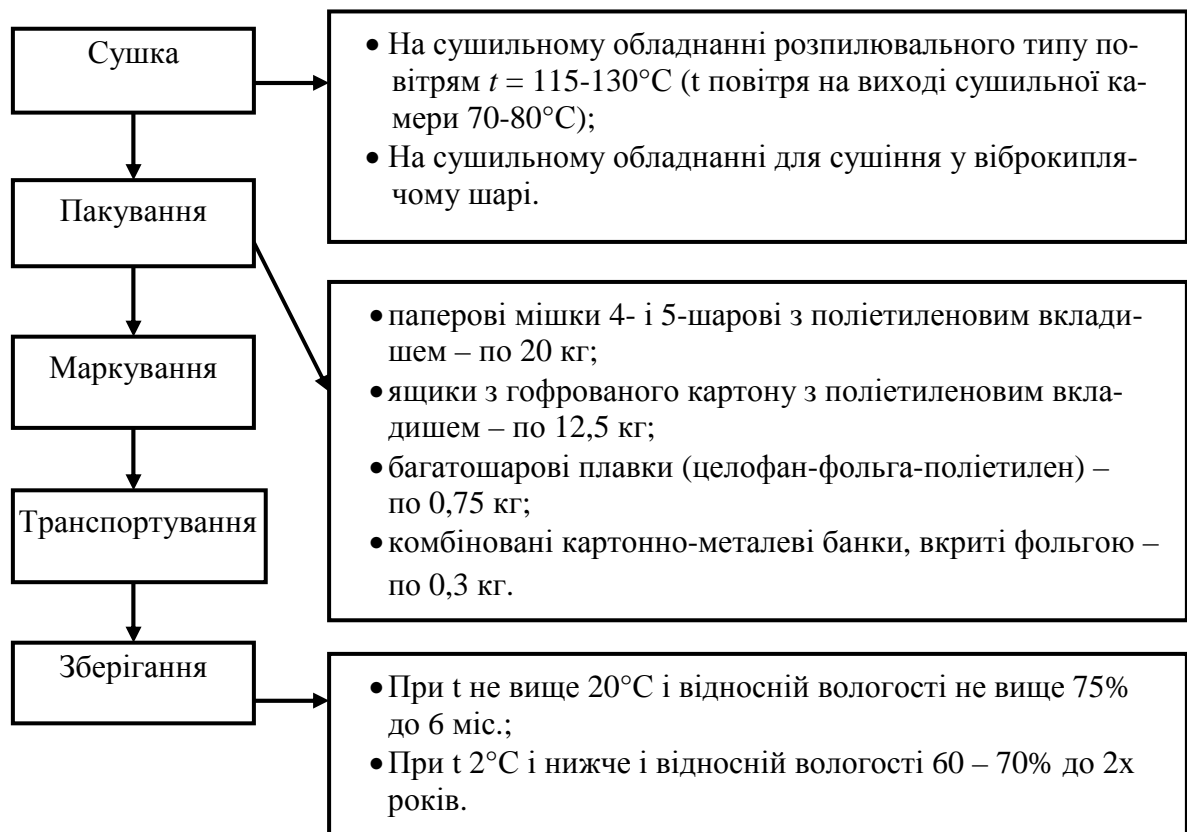 Сушка
• На сушильному обладнанні розпилювального типу по-
вітрям t = 115-130°C (t повітря на виході сушильної ка-
мери 70-80°C);
• На сушильному обладнанні для сушіння у віброкипля-
чому шарі.
Пакування
• паперові мішки 4- і 5-шарові з поліетиленовим вклади-
шем – по 20 кг;
• ящики з гофрованого картону з поліетиленовим вкла-
дишем – по 12,5 кг;
• багатошарові плавки (целофан-фольга-поліетилен) –
по 0,75 кг;
• комбіновані картонно-металеві банки, вкриті фольгою –
по 0,3 кг.
Маркування
Транспортування
Зберігання
• При t не вище 20°C і відносній вологості не вище 75%
до 6 міс.;
• При t 2°C і нижче і відносній вологості 60 – 70% до 2х
років.